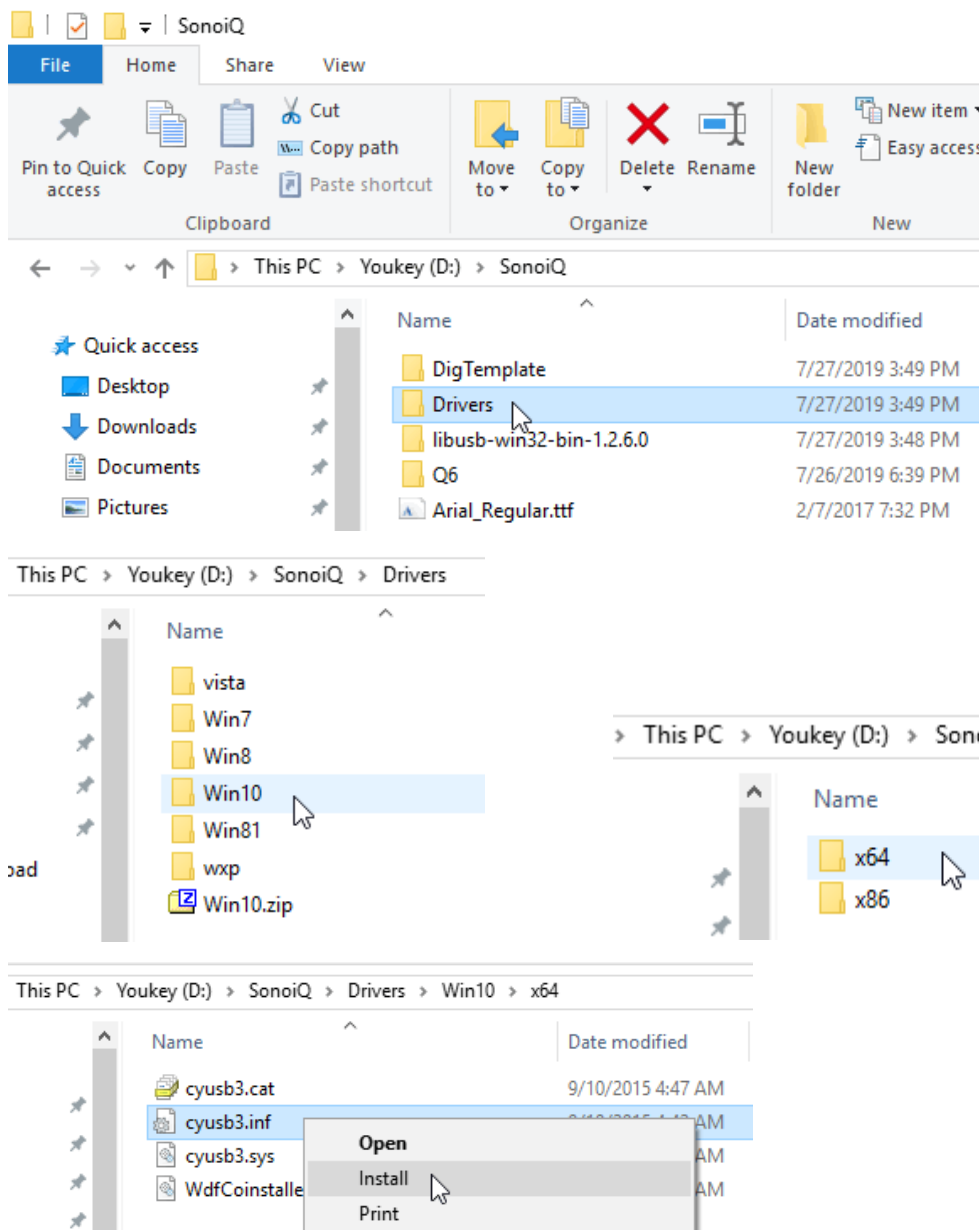 SonoiQ
File Home Share View
Pin to Quick access
Copy
Paste
Cut
Copy path
Paste shortcut
Move to
Copy to
Delete
Rename
New folder
New item
Easy access
Clipboard
Organize
New
This PC > Youkey (D:) > SonoiQ
Name Date modified
Quick access
Desktop
Downloads
Documents
Pictures
DigTemplate 7/27/2019 3:49 PM
Drivers 7/27/2019 3:49 PM
libusb-win32-bin-1.2.6.0 7/27/2019 3:48 PM
Q6 7/26/2019 6:39 PM
Arial_Regular.ttf 2/7/2017 7:32 PM
This PC > Youkey (D:) > SonoiQ > Drivers
Name
vista
Win7
Win8
Win10
Win81
wxp
Win10.zip
oad
> This PC > Youkey (D:) > Sono
Name
x64
x86
This PC > Youkey (D:) > SonoiQ > Drivers > Win10 > x64
Name Date modified
cyusb3.cat 9/10/2015 4:47 AM
cyusb3.inf AM
cyusb3.sys AM
WdfCoinstalle AM
Open
Install
Print